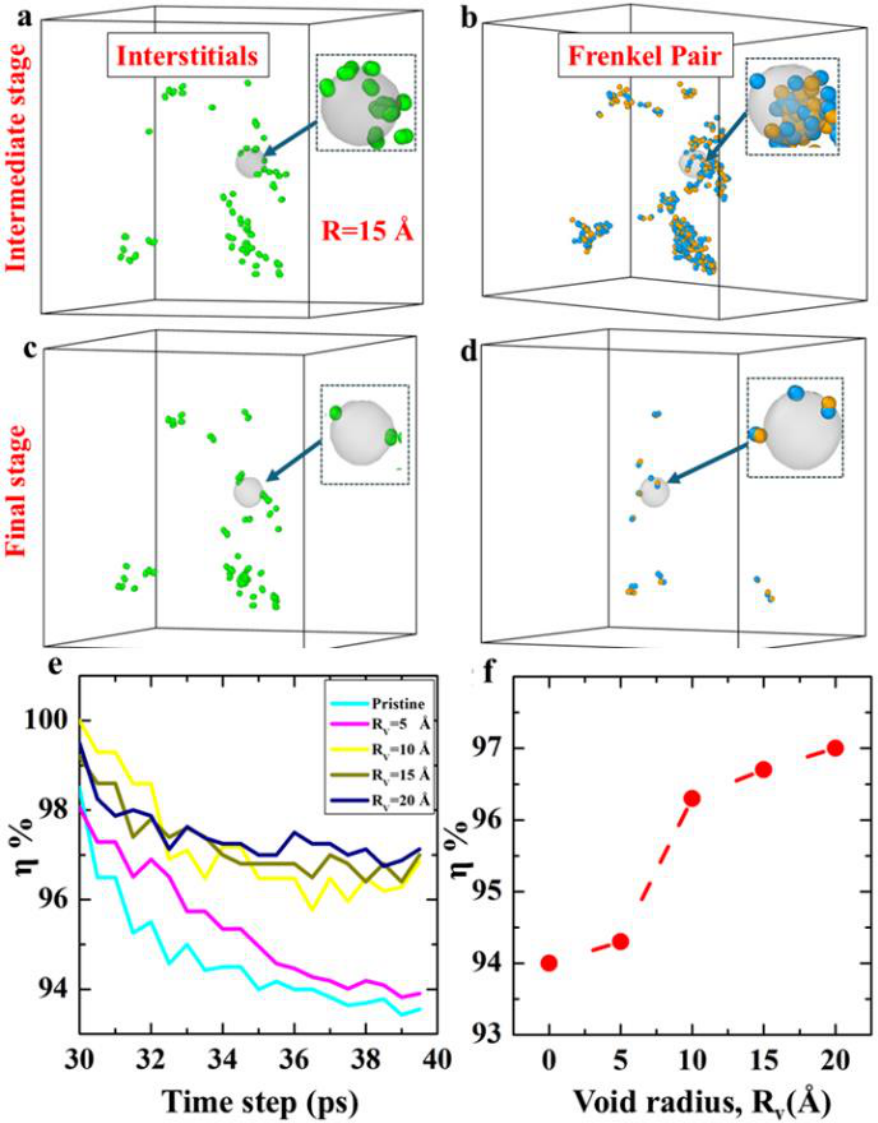 a
Interstitials
b
Frenkel Pair
Intermediate stage
R=15 Å
c
d
Final stage
e
f
Pristine
Rv=5 Å
Rv=10 Å
Rv=15 Å
Rv=20 Å
100
98
96
94
η %
30 32 34 36 38 40
Time step (ps)
97
96
95
94
93
η %
0 5 10 15 20
Void radius, Rv(Å)